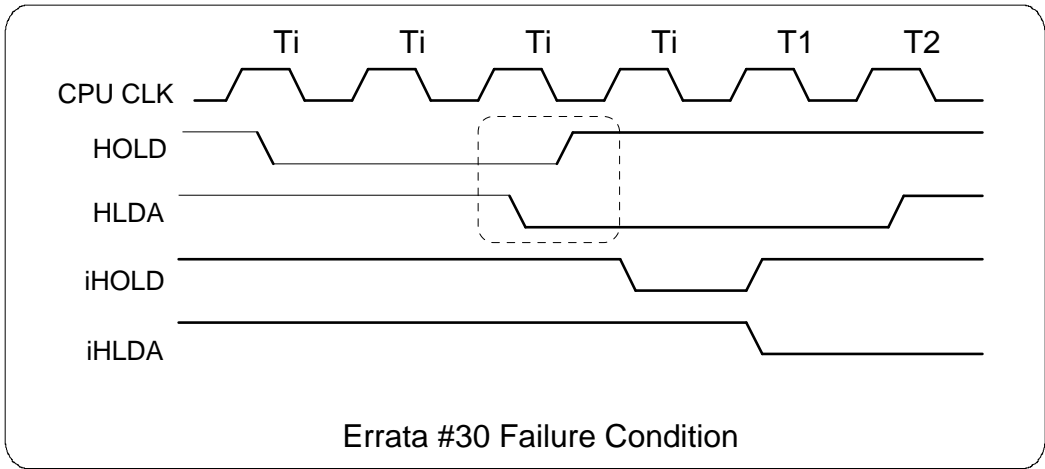 Ti Ti Ti Ti T1 T2
CPU CLK
HOLD
HLDA
iHOLD
iHLDA
Errata #30 Failure Condition